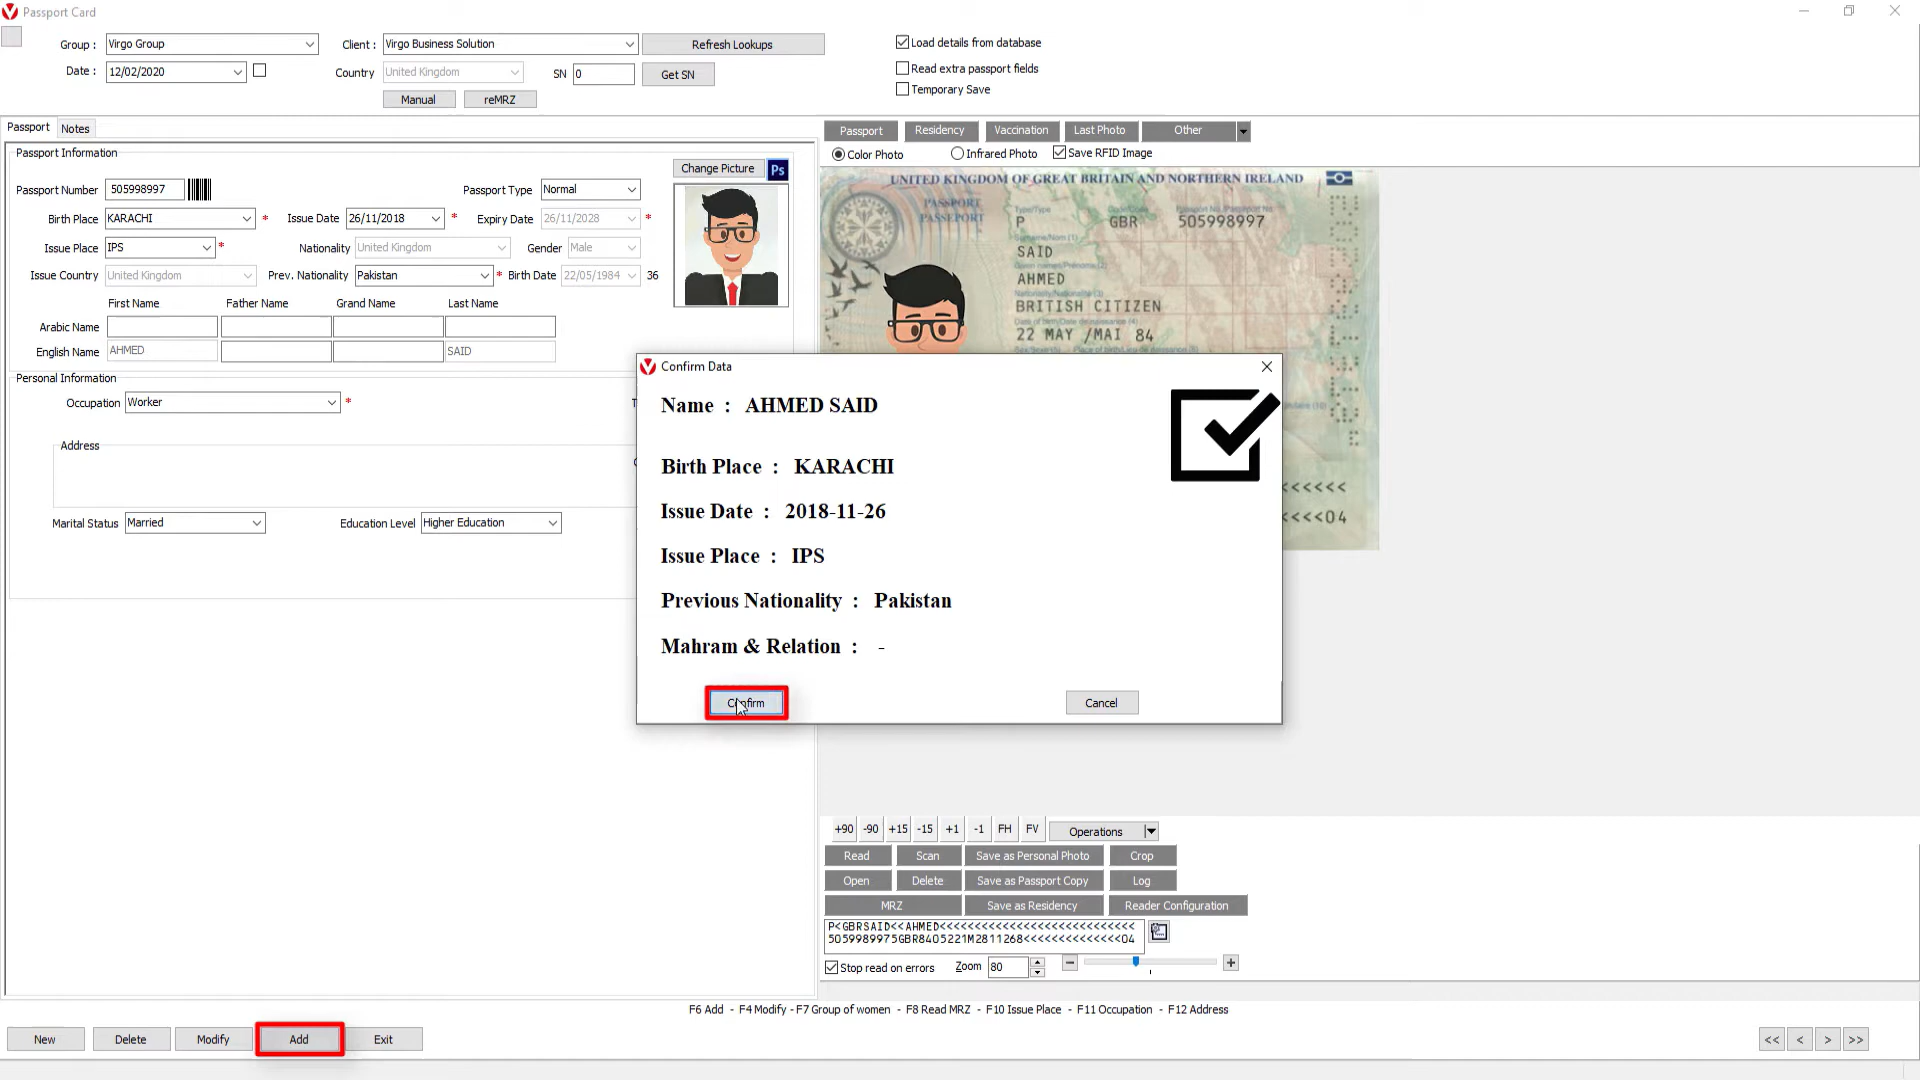 Passport Card
Group : Virgo Group Client : Virgo Business Solution Refresh Lookups Load details from database
Date : 12/02/2020 Country United Kingdom SN 0 Get SN Read extra passport fields
Manual reMRZ Temporary Save
Passport Notes Passport Residency Vaccination Last Photo Other
Color Photo Infrared Photo Save RFID Image
Passport Information
Change Picture Ps
Passport Number 505998997 Passport Type Normal
Birth Place KARACHI * Issue Date 26/11/2018 * Expiry Date 26/11/2028 *
Issue Place IPS * Nationality United Kingdom Gender Male
Issue Country United Kingdom Prev. Nationality Pakistan * Birth Date 22/05/1984 36
First Name Father Name Grand Name Last Name
Arabic Name
English Name AHMED SAID
Personal Information
Occupation Worker *
Address
Marital Status Married Education Level Higher Education
UNITED KINGDOM OF GREAT BRITAIN AND NORTHERN IRELAND
PASSPORT
PASSEPORT
P GBR 505998997
SAID
AHMED
BRITISH CITIZEN
22 MAY /MAI 84
<<<<<<
<<<<04
Confirm Data
Name : AHMED SAID
Birth Place : KARACHI
Issue Date : 2018-11-26
Issue Place : IPS
Previous Nationality : Pakistan
Mahram & Relation : -
Confirm Cancel
+90 -90 +15 -15 +1 -1 FH FV Operations
Read Scan Save as Personal Photo Crop
Open Delete Save as Passport Copy Log
MRZ Save as Residency Reader Configuration
P<GBRSAID<<AHMED<<<<<<<<<<<<<<<<<<<<<<<<<<<<
5059989975GBR8405221M2811268<<<<<<<<<<<<<<04
Stop read on errors Zoom 80
F6 Add - F4 Modify - F7 Group of women - F8 Read MRZ - F10 Issue Place - F11 Occupation - F12 Address
New Delete Modify Add Exit << < > >>